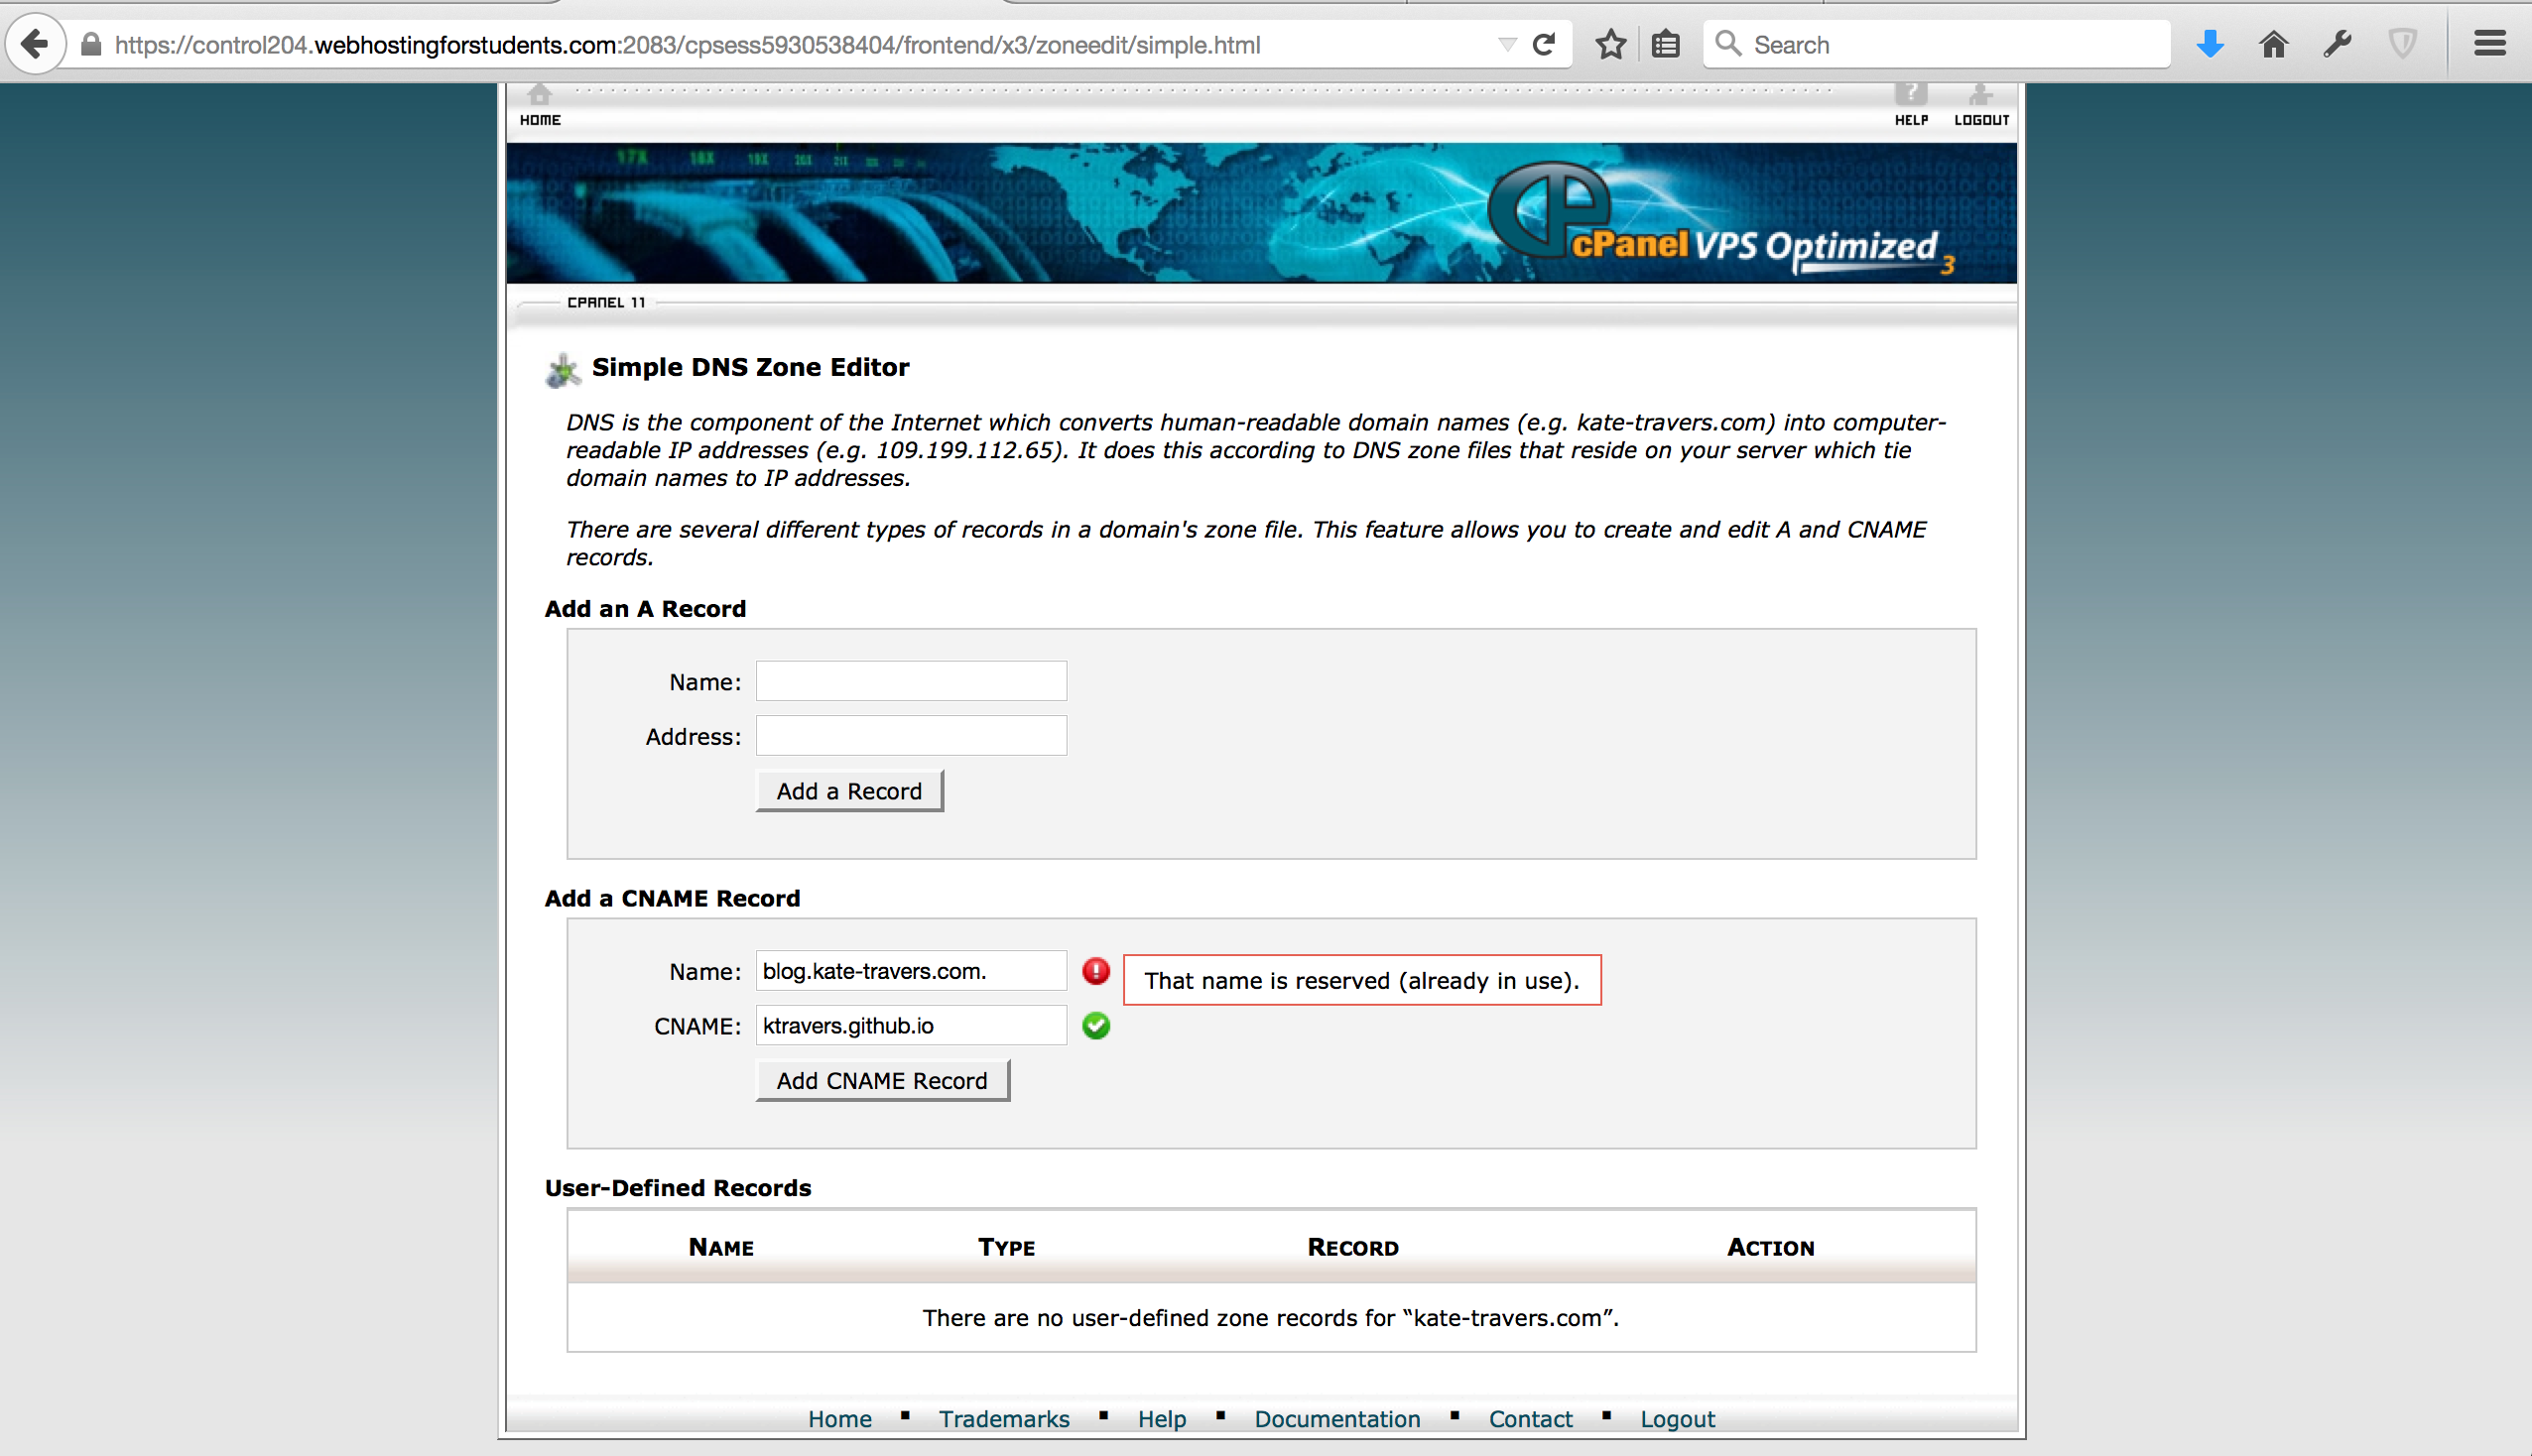 https://control204.webhostingforstudents.com:2083/cpsess5930538404/frontend/x3/zoneedit/simple.html
Search
HOME
HELP
LOGOUT
17X 18X 19X 20X 21X
cPanel VPS Optimized 3
CPANEL 11
Simple DNS Zone Editor
DNS is the component of the Internet which converts human-readable domain names (e.g. kate-travers.com) into computer-
readable IP addresses (e.g. 109.199.112.65). It does this according to DNS zone files that reside on your server which tie
domain names to IP addresses.
There are several different types of records in a domain's zone file. This feature allows you to create and edit A and CNAME
records.
Add an A Record
Name:
Address:
Add a Record
Add a CNAME Record
Name: blog.kate-travers.com. That name is reserved (already in use).
CNAME: ktravers.github.io
Add CNAME Record
User-Defined Records
NAME TYPE RECORD ACTION
There are no user-defined zone records for “kate-travers.com”.
Home ▪ Trademarks ▪ Help ▪ Documentation ▪ Contact ▪ Logout